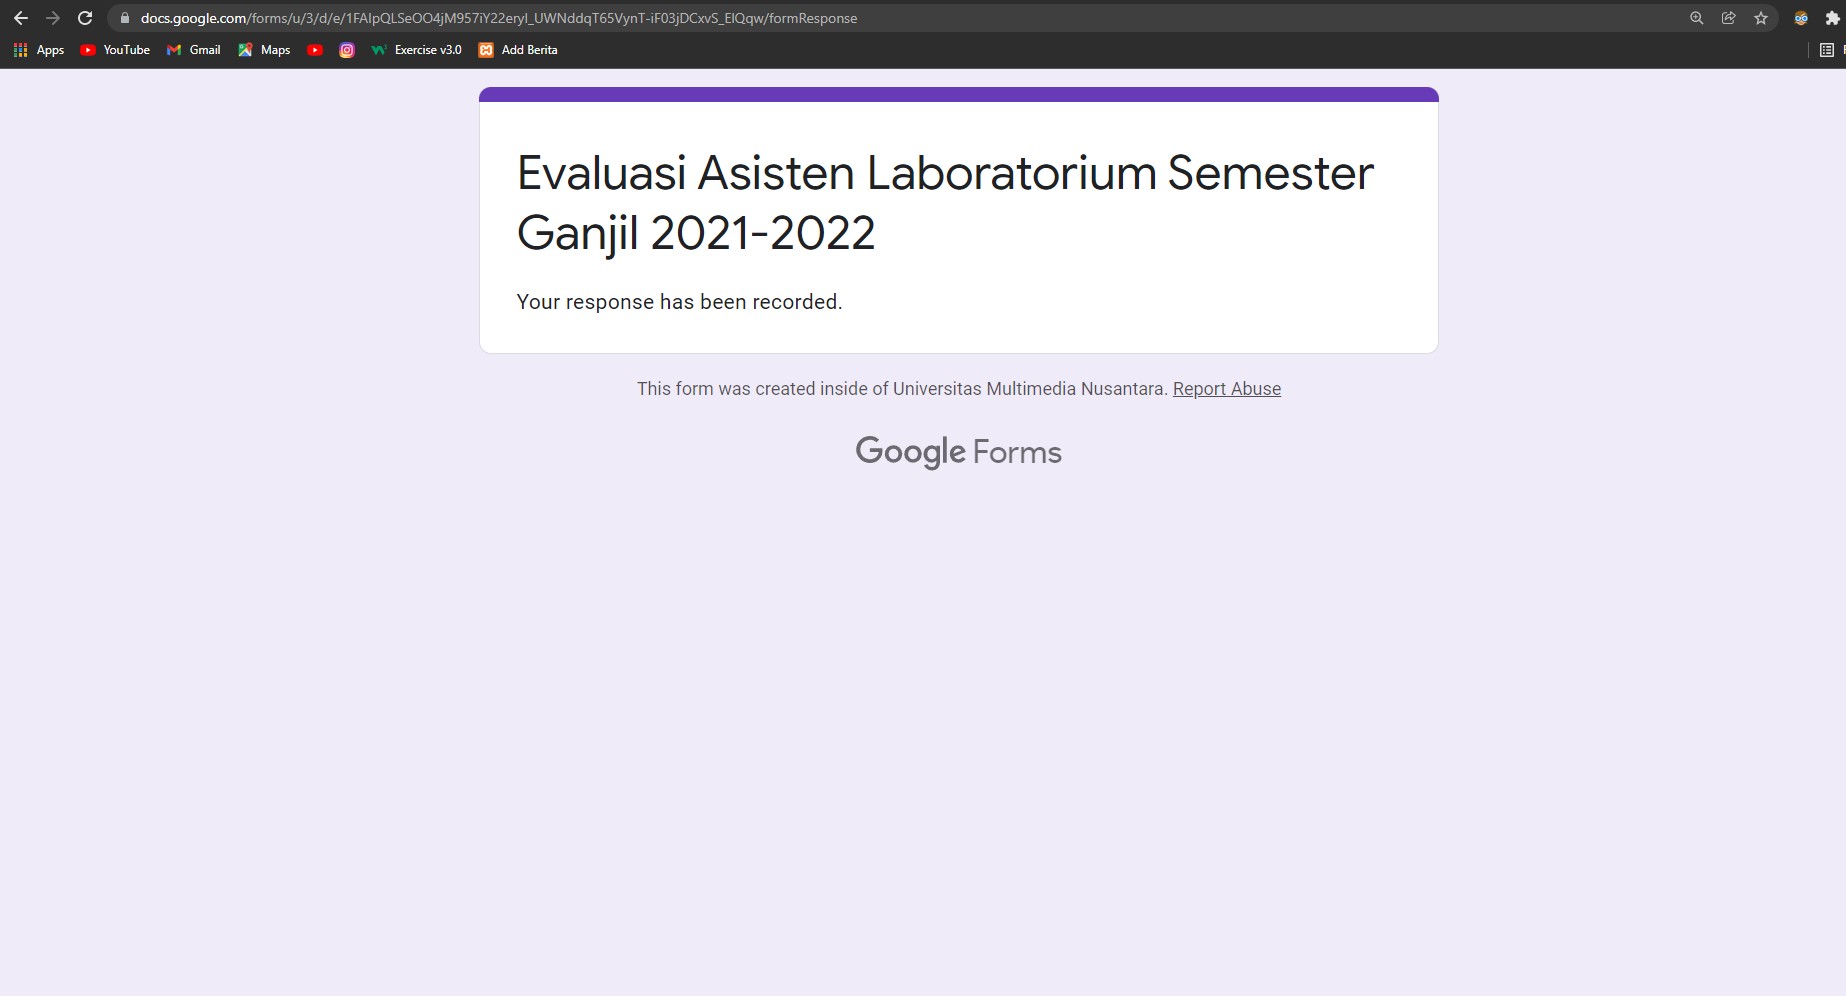 docs.google.com/forms/u/3/d/e/1FAIpQLSeOO4jM957iY22eryI_UWNddqT65VynT-iF03jDCxvS_EIQqw/formResponse
Apps YouTube Gmail Maps Exercise v3.0 Add Berita
Evaluasi Asisten Laboratorium Semester
Ganjil 2021-2022
Your response has been recorded.
This form was created inside of Universitas Multimedia Nusantara. Report Abuse
Google Forms